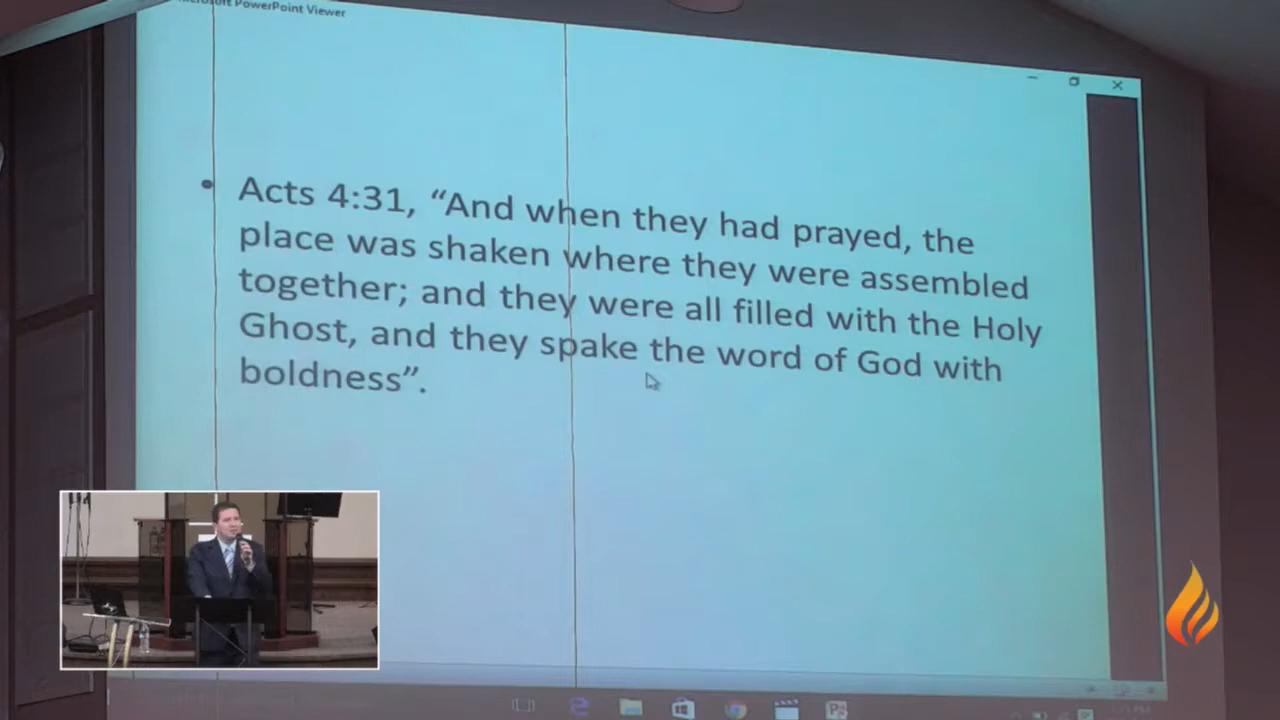 PowerPoint Viewer
• Acts 4:31, “And when they had prayed, the
place was shaken where they were assembled
together; and they were all filled with the Holy
Ghost, and they spake the word of God with
boldness”.